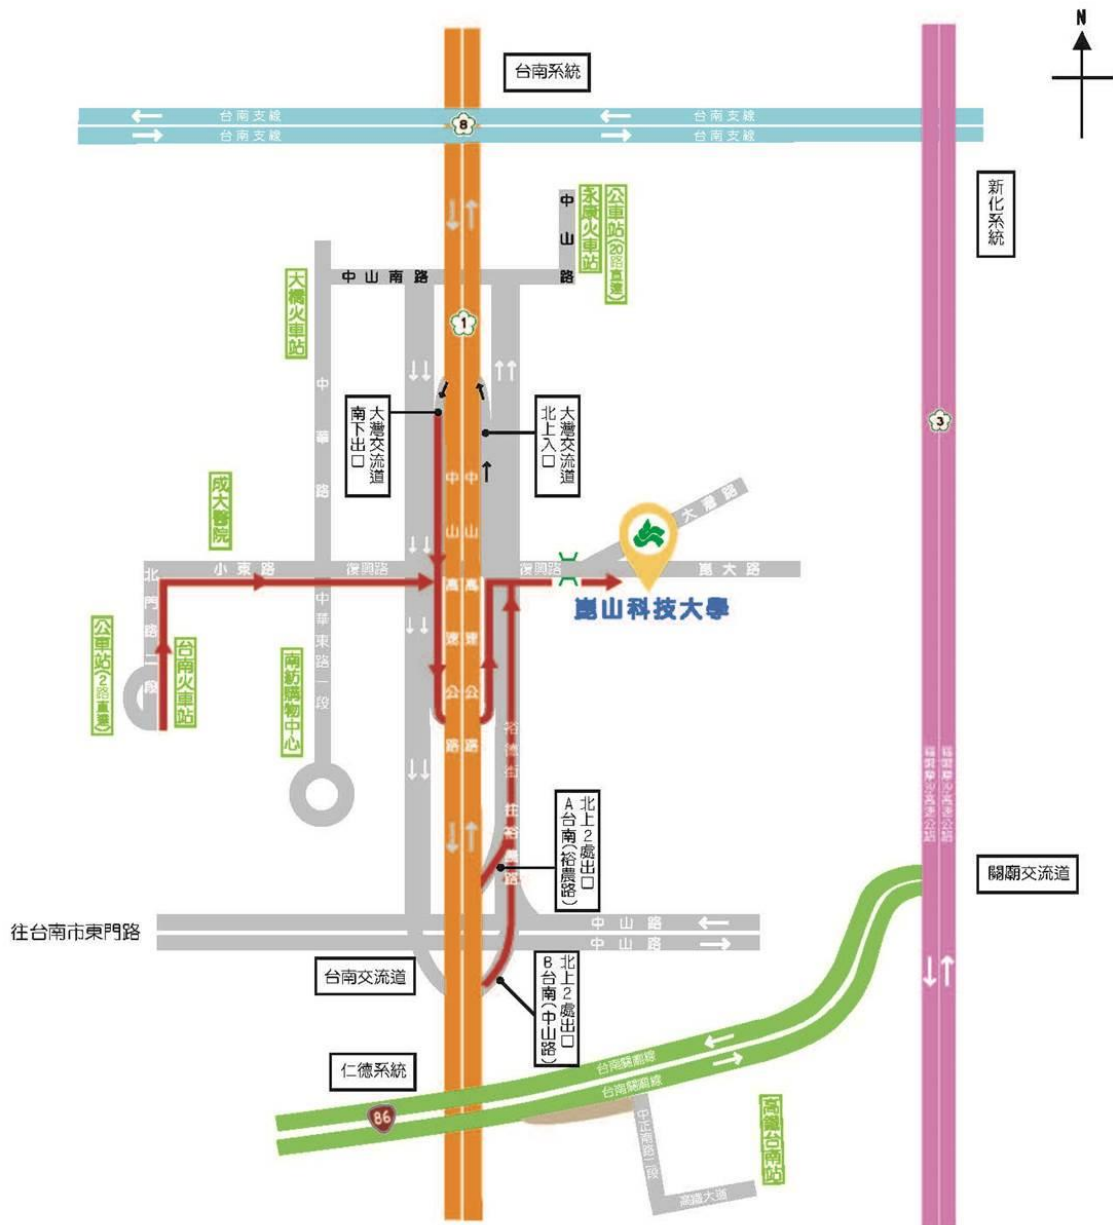 N
台南系統
台南支線
台南支線
台南支線
台南支線
8
新化系統
中山路
永康火車站
公車站(20路直達)
中山南路
大橋火車站
1
中華路
大灣交流道
南下出口
大灣交流道
北上入口
3
成大醫院
大灣路
小東路
復興路
復興路
崑大路
崑山科技大學
北門路二段
公車站(2路直達)
台南火車站
中華東路一段
南紡購物中心
中山高速公路
中山高速公路
裕德街
往裕農路
福爾摩沙高速公路
福爾摩沙高速公路
北上2處出口
A台南(裕農路)
關廟交流道
往台南市東門路
中山路
中山路
台南交流道
北上2處出口
B台南(中山路)
仁德系統
86
台南關廟線
台南關廟線
中正南路二段
高鐵大道
高鐵台南站